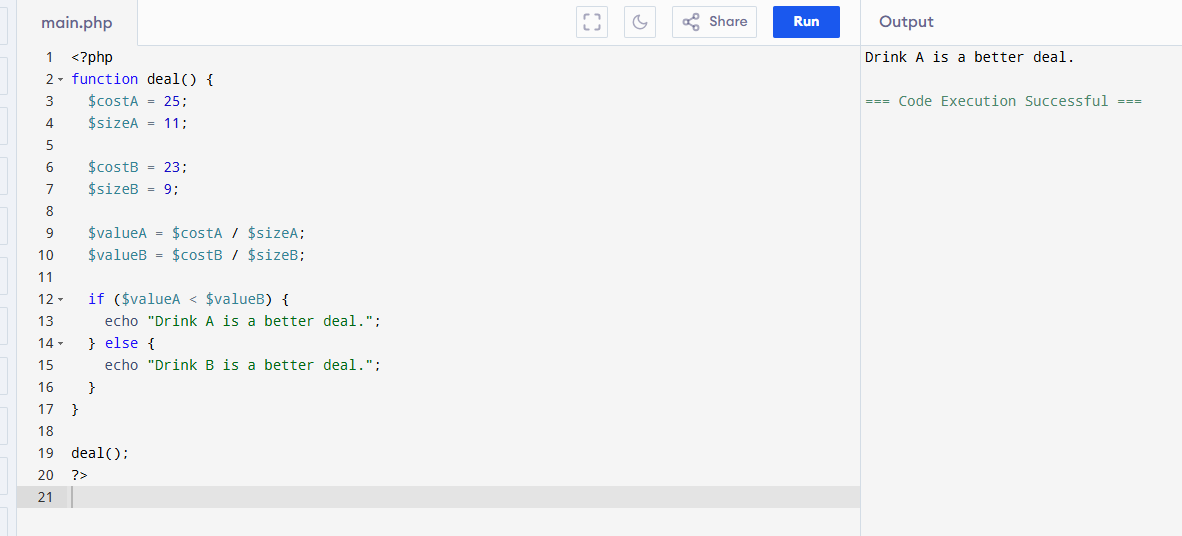 main.php
Share
Run
Output
1 <?php
2 function deal() {
3   $costA = 25;
4   $sizeA = 11;
5
6   $costB = 23;
7   $sizeB = 9;
8
9   $valueA = $costA / $sizeA;
10   $valueB = $costB / $sizeB;
11
12   if ($valueA < $valueB) {
13     echo "Drink A is a better deal.";
14   } else {
15     echo "Drink B is a better deal.";
16   }
17 }
18
19 deal();
20 ?>
21
Drink A is a better deal.
=== Code Execution Successful ===